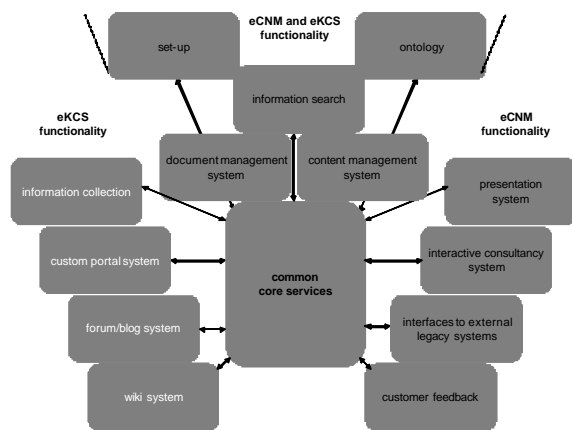 eCNM and eKCS
functionality
set-up
ontology
information search
eKCS
functionality
eCNM
functionality
document management
system
content management
system
information collection
presentation
system
custom portal system
interactive consultancy
system
common
core services
forum/blog system
interfaces to external
legacy systems
wiki system
customer feedback